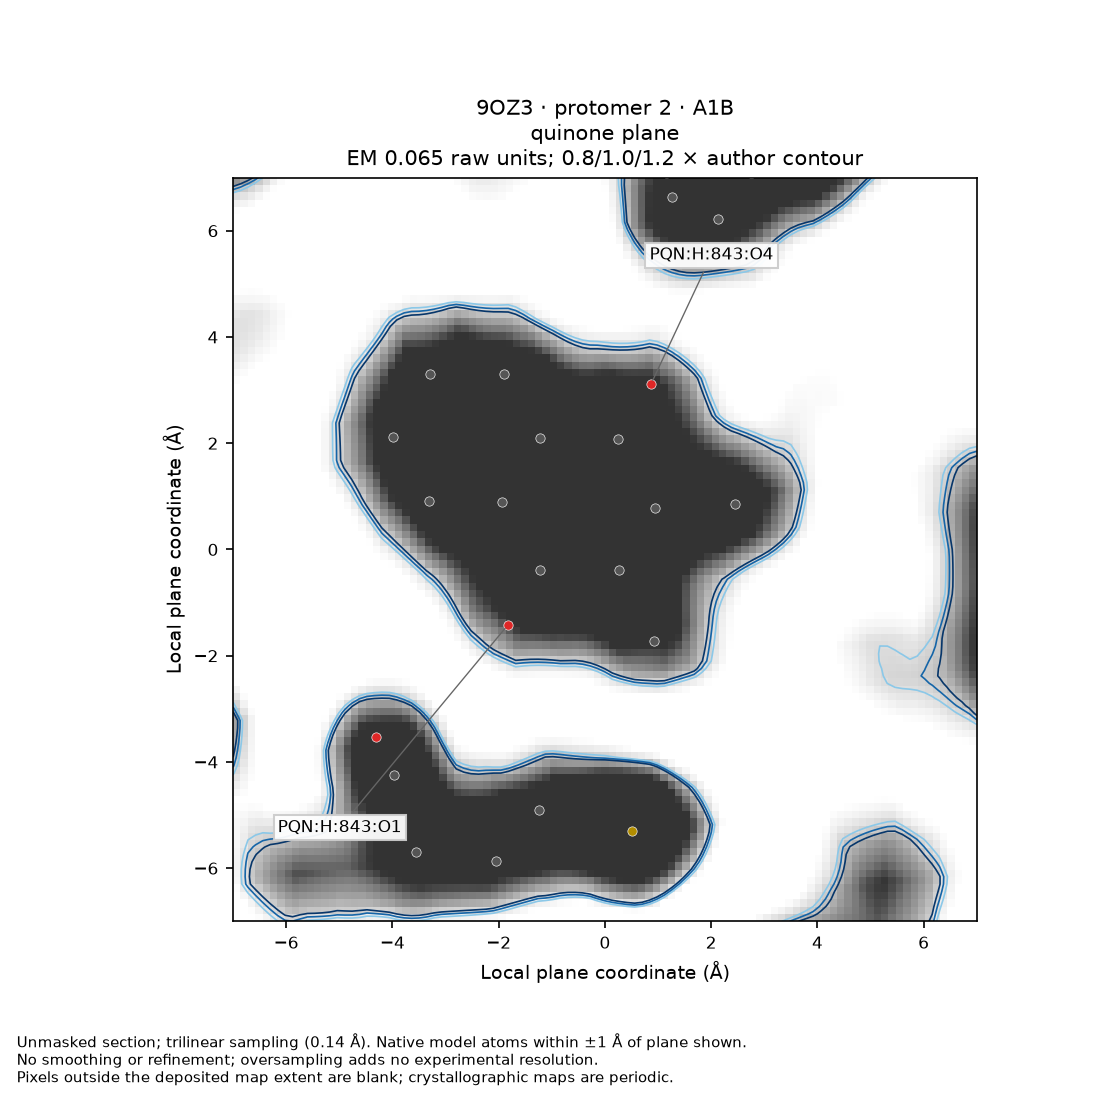 9OZ3 · protomer 2 · A1B
quinone plane
EM 0.065 raw units; 0.8/1.0/1.2 × author contour
6
PQN:H:843:O4
4
2
Local plane coordinate (Å)
0
−2
−4
PQN:H:843:O1
−6
−6 −4 −2 0 2 4 6
Local plane coordinate (Å)
Unmasked section; trilinear sampling (0.14 Å). Native model atoms within ±1 Å of plane shown.
No smoothing or refinement; oversampling adds no experimental resolution.
Pixels outside the deposited map extent are blank; crystallographic maps are periodic.